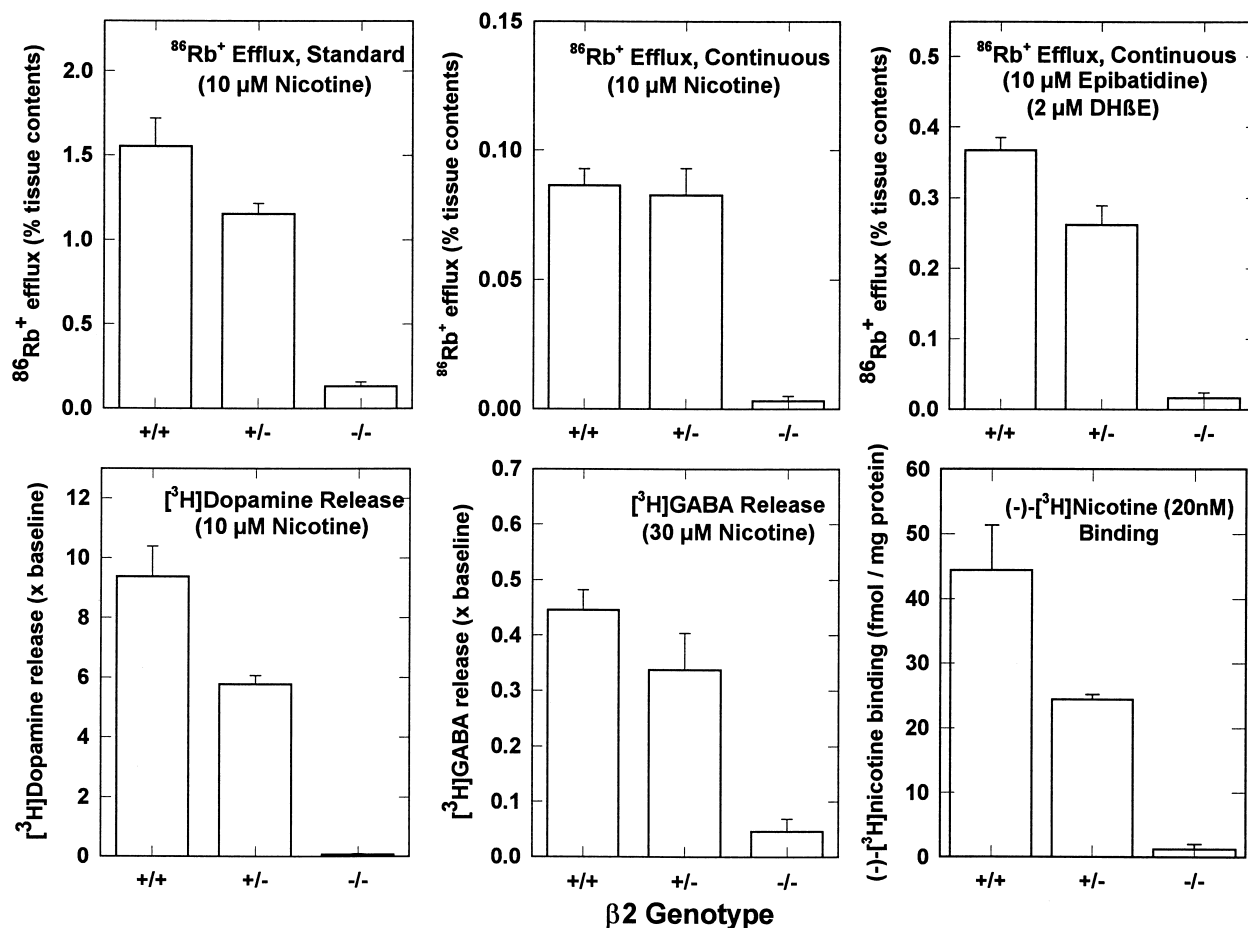 ⁸⁶Rb⁺ Efflux, Standard
(10 µM Nicotine)
⁸⁶Rb⁺ efflux (% tissue contents)
2.0
1.5
1.0
0.5
0.0
+/+ +/- -/-
⁸⁶Rb⁺ Efflux, Continuous
(10 µM Nicotine)
⁸⁶Rb⁺ efflux (% tissue contents)
0.15
0.10
0.05
0.00
+/+ +/- -/-
⁸⁶Rb⁺ Efflux, Continuous
(10 µM Epibatidine)
(2 µM DHßE)
⁸⁶Rb⁺ efflux (% tissue contents)
0.5
0.4
0.3
0.2
0.1
0.0
+/+ +/- -/-
[³H]Dopamine Release
(10 µM Nicotine)
[³H]Dopamine release (x baseline)
12
10
8
6
4
2
0
+/+ +/- -/-
[³H]GABA Release
(30 µM Nicotine)
[³H]GABA release (x baseline)
0.7
0.6
0.5
0.4
0.3
0.2
0.1
0.0
+/+ +/- -/-
(-)-[³H]Nicotine (20nM)
Binding
(-)-[³H]nicotine binding (fmol / mg protein)
60
50
40
30
20
10
0
+/+ +/- -/-
β2 Genotype